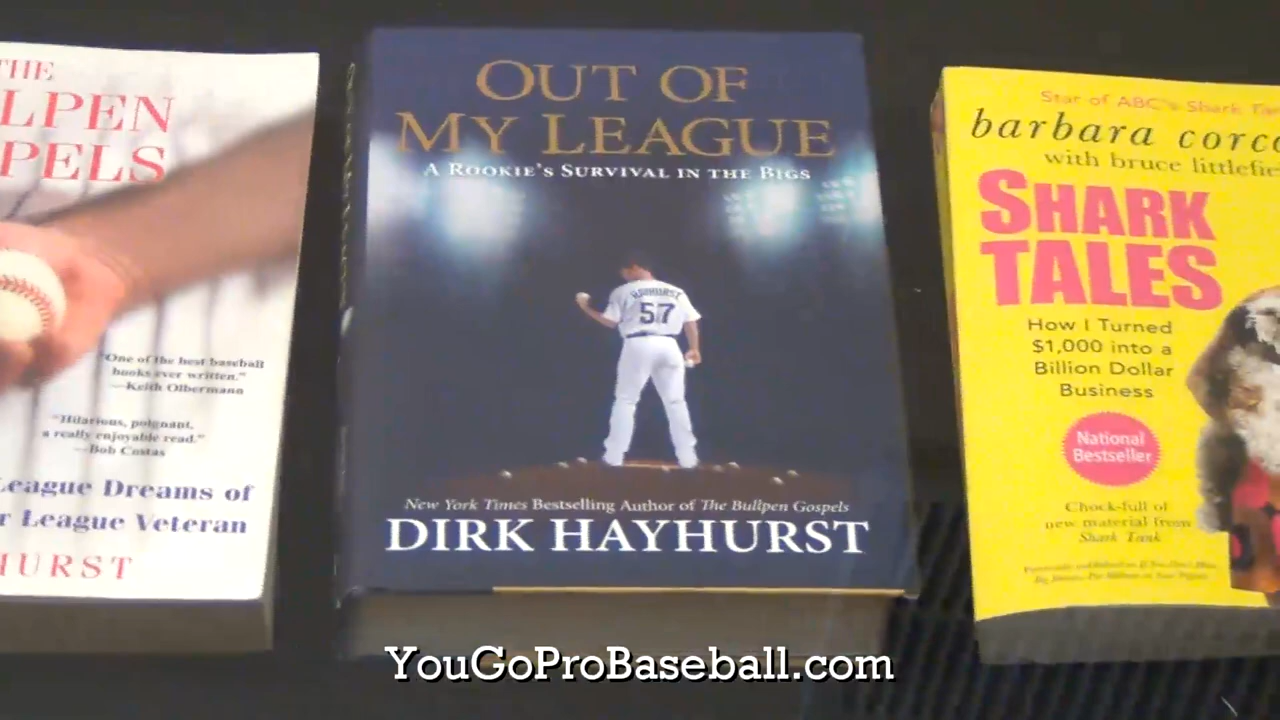 THE
LPEN
PELS
"One of the best baseball
books ever written."
—Keith Olbermann
"Hilarious, poignant,
a really enjoyable read."
—Bob Costas
League Dreams of
r League Veteran
HURST
OUT OF
MY LEAGUE
A ROOKIE'S SURVIVAL IN THE BIGS
HAYHURST
57
New York Times Bestselling Author of The Bullpen Gospels
DIRK HAYHURST
Star of ABC's Shark Ta
barbara corco
with bruce littlefie
SHARK
TALES
How I Turned
$1,000 into a
Billion Dollar
Business
National
Bestseller
Chock-full of
new material from
Shark Tank
YouGoProBaseball.com